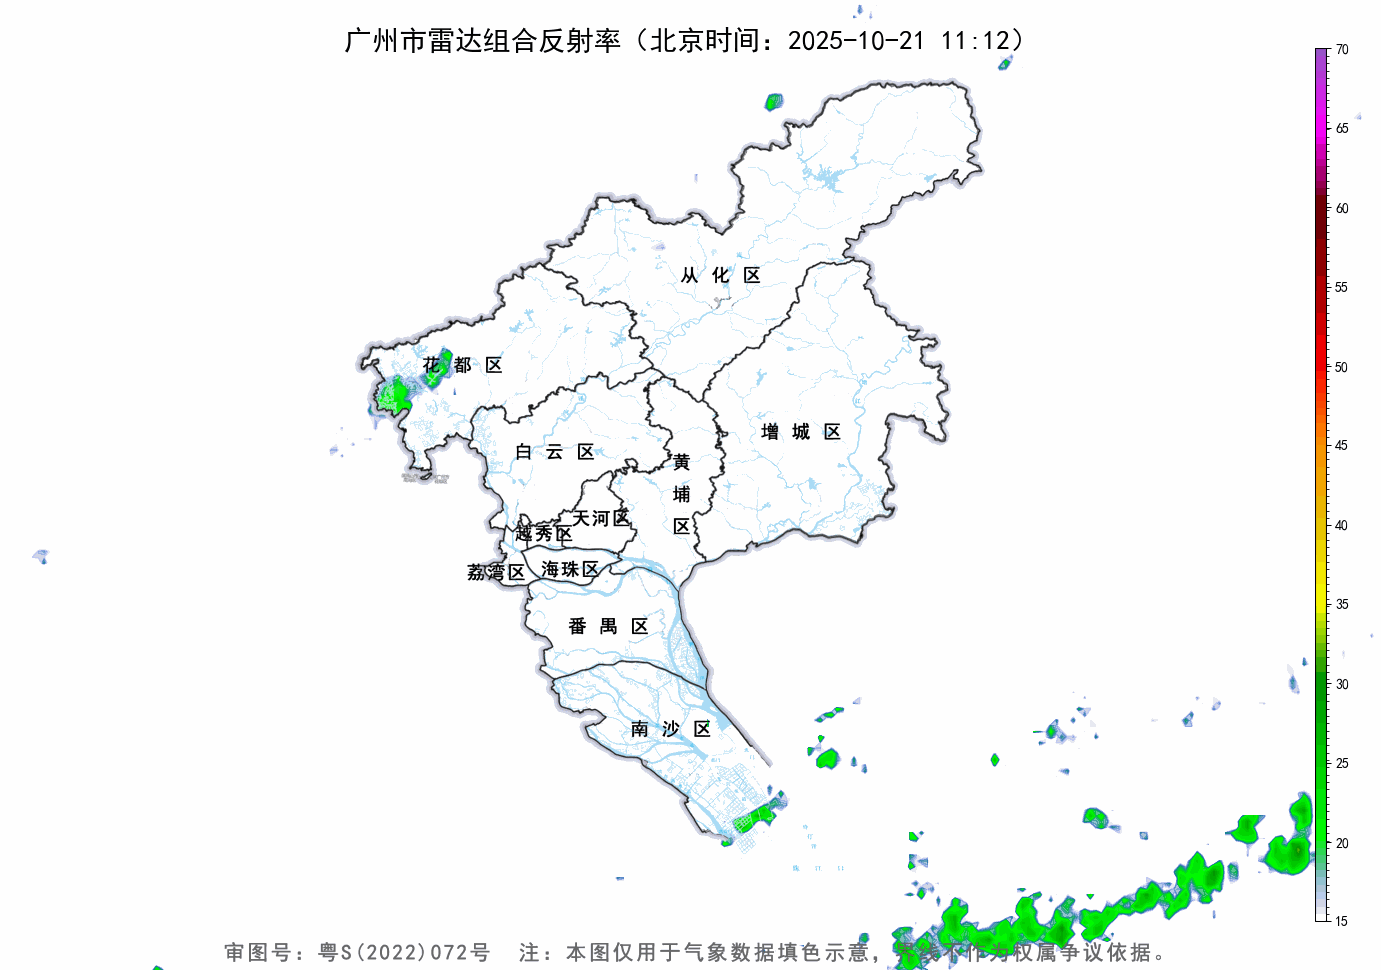 广州市雷达组合反射率（北京时间：2025-10-21 11:12）
70
65
60
55
50
45
40
35
30
25
20
15
从化区
花都区
增城区
白云区
黄埔区
天河区
越秀区
荔湾区
海珠区
番禺区
南沙区
审图号：粤S(2022)072号 注：本图仅用于气象数据填色示意，界线不作为权属争议依据。